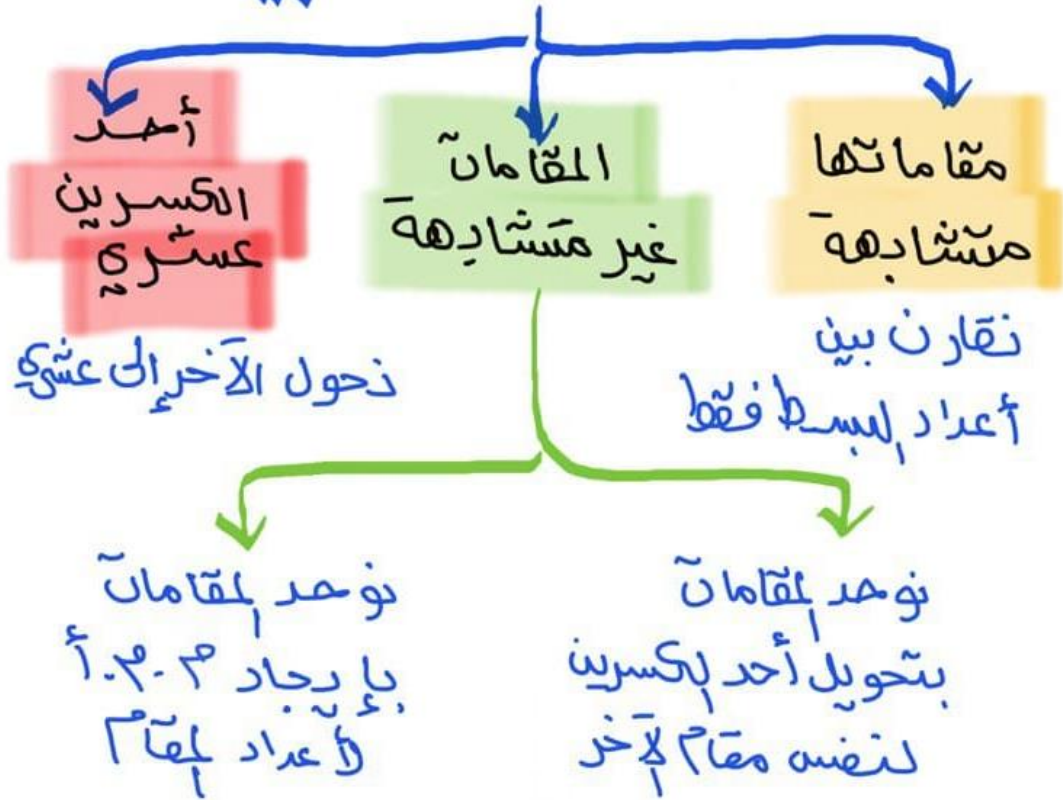 مقاماتها
متشابهة
نقارن بين
أعداد البسط فقط
المقامات
غير متشابهة
أحد
الكسرين
عشري
نحول الآخر إلى عشري
نوحد المقامات
بتحويل أحد الكسرين
لنفس مقام الآخر
نوحد المقامات
بإيجاد م.م.أ
لأعداد المقام